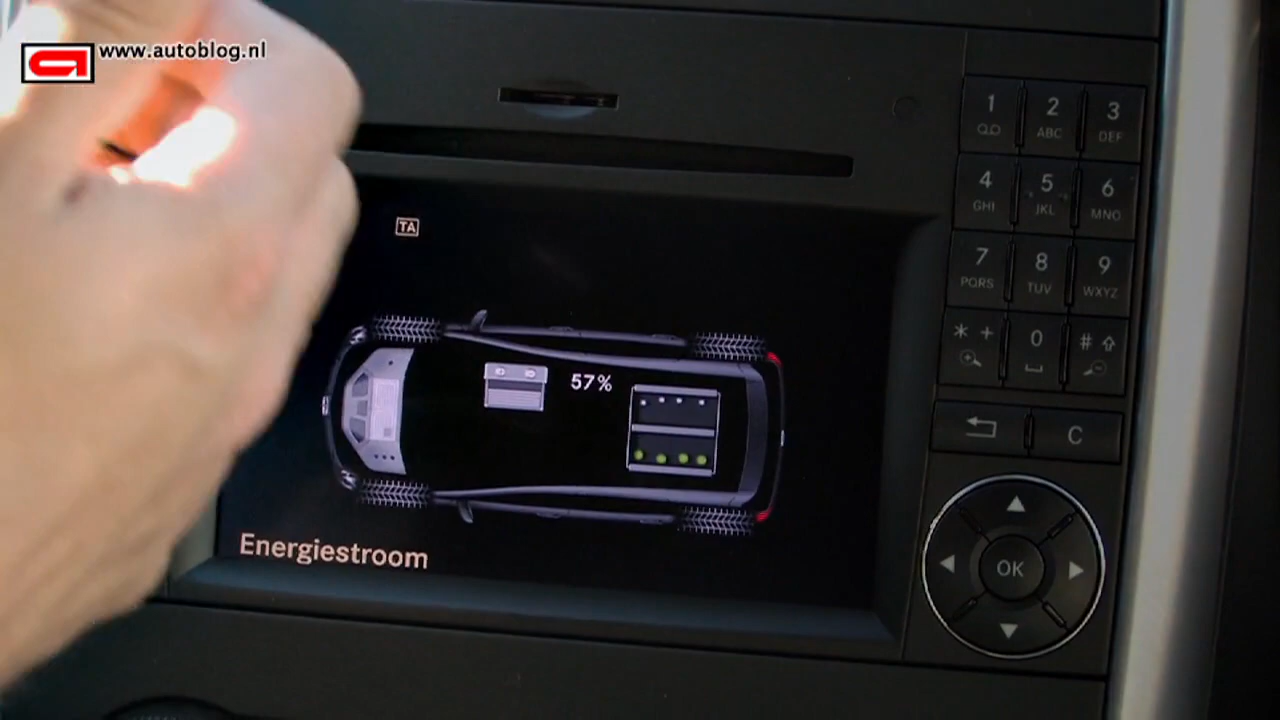 www.autoblog.nl
TA
57%
Energiestroom
1
2 ABC
3 DEF
4 GHI
5 JKL
6 MNO
7 PQRS
8 TUV
9 WXYZ
* +
0
#
C
OK